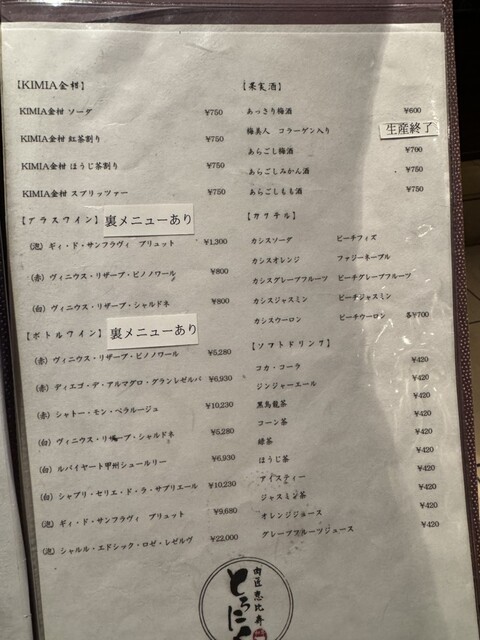 【KIMIA金柑】
KIMIA金柑 ソーダ ¥750
KIMIA金柑 紅茶割り ¥750
KIMIA金柑 ほうじ茶割り ¥750
KIMIA金柑 スプリッツァー ¥750
【グラスワイン】 裏メニューあり
(泡) ギィ・ド・サンフラヴィ ブリュット ¥1,300
(赤) ヴィニウス・リザーブ・ピノノワール ¥800
(白) ヴィニウス・リザーブ・シャルドネ ¥800
【ボトルワイン】 裏メニューあり
(赤) ヴィニウス・リザーブ・ピノノワール ¥5,280
(赤) ディエゴ・デ・アルマグロ・グランレゼルバ ¥6,930
(赤) シャトー・モン・ペラルージュ ¥10,230
(白) ヴィニウス・リザーブ・シャルドネ ¥5,280
(白) ルバイヤート甲州シュールリー ¥6,930
(白) シャブリ・セリエ・ド・ラ・サブリエール ¥10,230
(泡) ギィ・ド・サンフラヴィ ブリュット ¥9,680
(泡) シャルル・エドシック・ロゼ・レゼルヴ ¥22,000
【果実酒】
あっさり梅酒 ¥600
梅美人 コラーゲン入り 生産終了
あらごし梅酒 ¥700
あらごしみかん酒 ¥750
あらごしもも酒 ¥750
【カクテル】
カシスソーダ ピーチフィズ
カシスオレンジ ファジーネーブル
カシスグレープフルーツ ピーチグレープフルーツ
カシスジャスミン ピーチジャスミン
カシスウーロン ピーチウーロン 各¥700
【ソフトドリンク】
コカ・コーラ ¥420
ジンジャーエール ¥420
黒烏龍茶 ¥420
コーン茶 ¥420
緑茶 ¥420
ほうじ茶 ¥420
アイスティー ¥420
ジャスミン茶 ¥420
オレンジジュース ¥420
グレープフルーツジュース ¥420
肉匠恵比寿
とろに